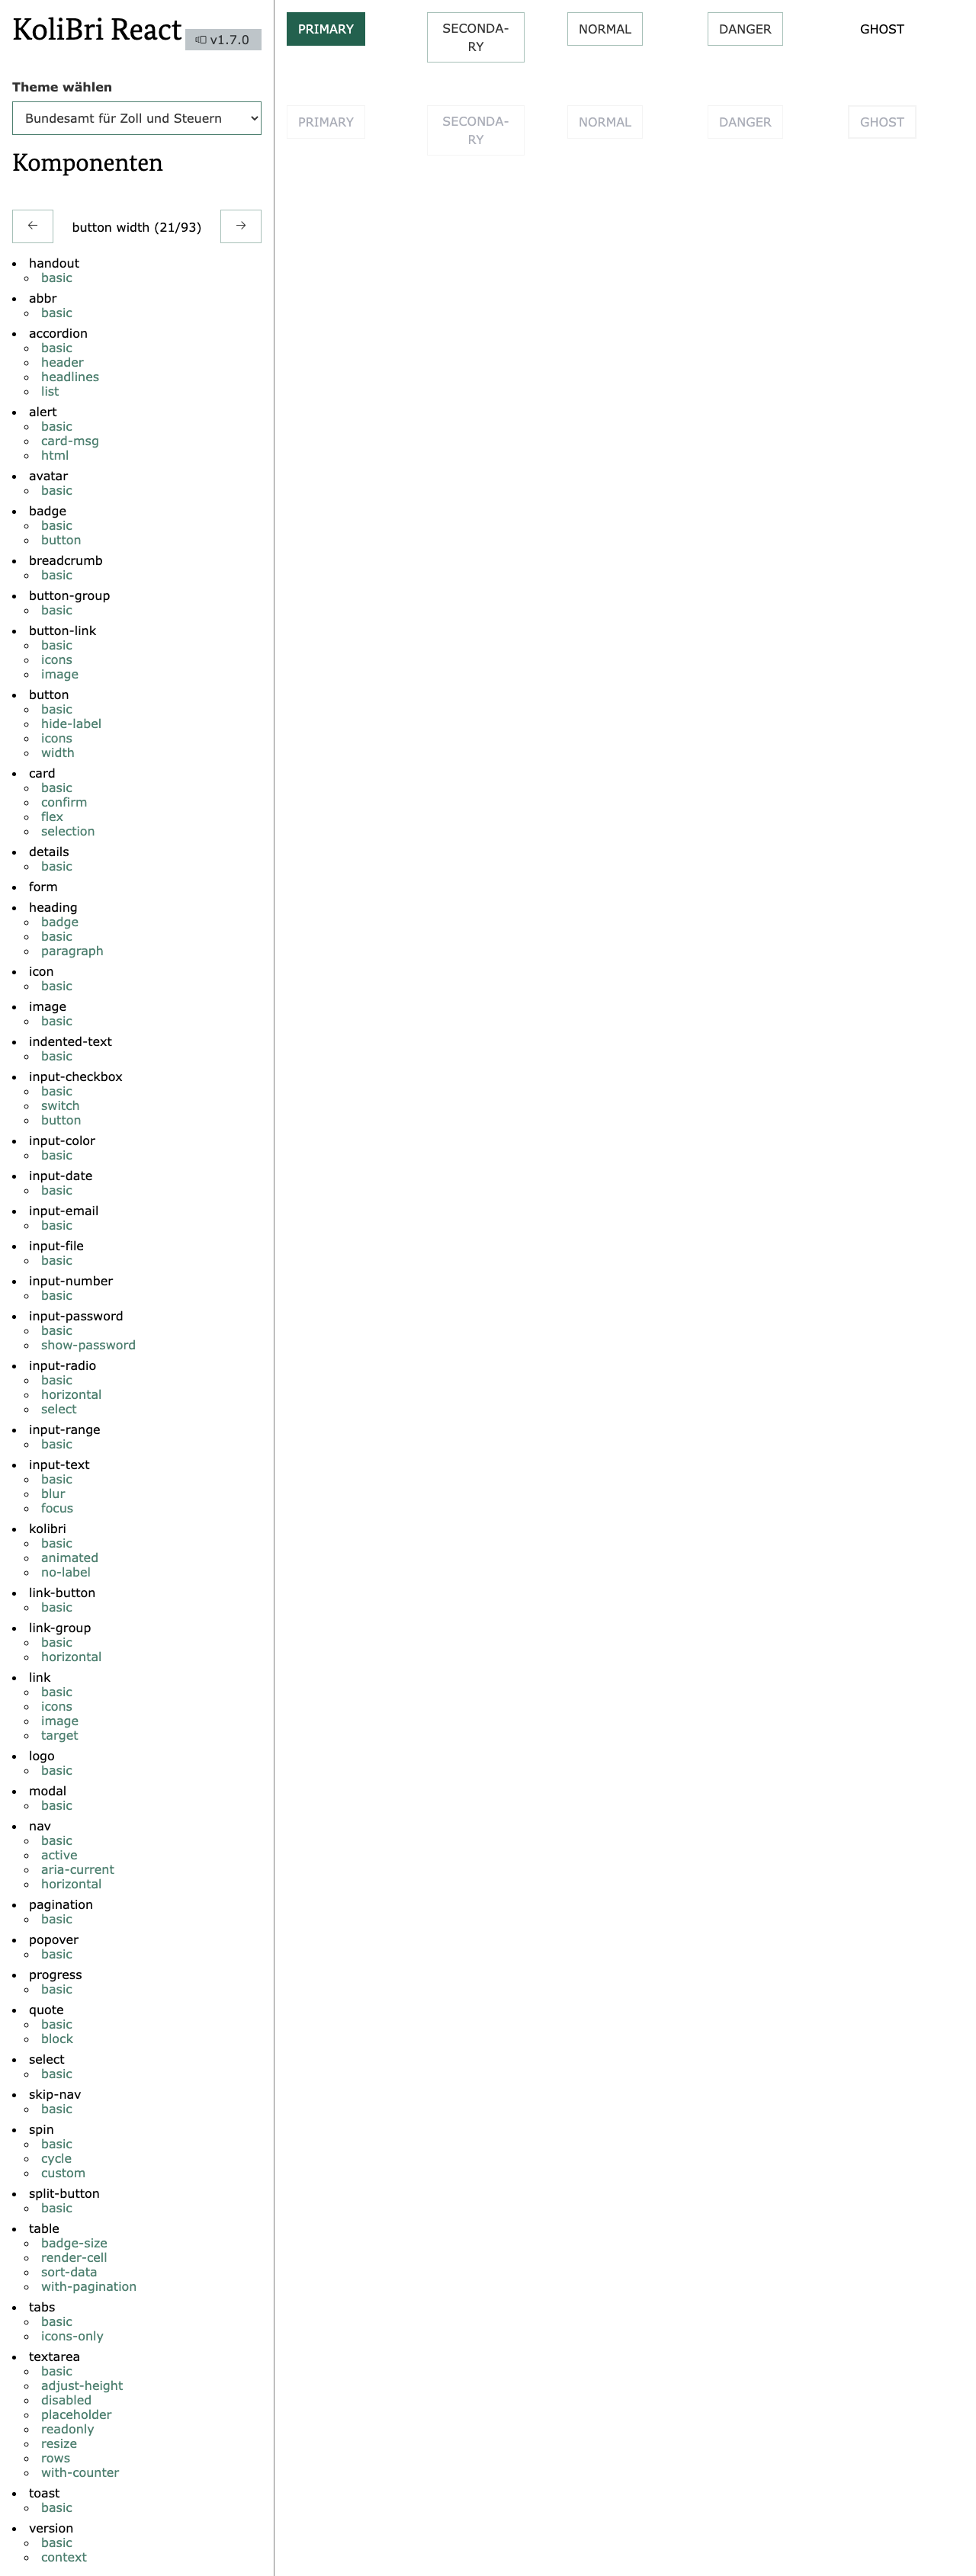 KoliBri React
v1.7.0
Theme wählen
Bundesamt für Zoll und Steuern
Komponenten
button width (21/93)
handout
basic
abbr
basic
accordion
basic
header
headlines
list
alert
basic
card-msg
html
avatar
basic
badge
basic
button
breadcrumb
basic
button-group
basic
button-link
basic
icons
image
button
basic
hide-label
icons
width
card
basic
confirm
flex
selection
details
basic
form
heading
badge
basic
paragraph
icon
basic
image
basic
indented-text
basic
input-checkbox
basic
switch
button
input-color
basic
input-date
basic
input-email
basic
input-file
basic
input-number
basic
input-password
basic
show-password
input-radio
basic
horizontal
select
input-range
basic
input-text
basic
blur
focus
kolibri
basic
animated
no-label
link-button
basic
link-group
basic
horizontal
link
basic
icons
image
target
logo
basic
modal
basic
nav
basic
active
aria-current
horizontal
pagination
basic
popover
basic
progress
basic
quote
basic
block
select
basic
skip-nav
basic
spin
basic
cycle
custom
split-button
basic
table
badge-size
render-cell
sort-data
with-pagination
tabs
basic
icons-only
textarea
basic
adjust-height
disabled
placeholder
readonly
resize
rows
with-counter
toast
basic
version
basic
context
PRIMARY
SECONDA-
RY
NORMAL
DANGER
GHOST
PRIMARY
SECONDA-
RY
NORMAL
DANGER
GHOST